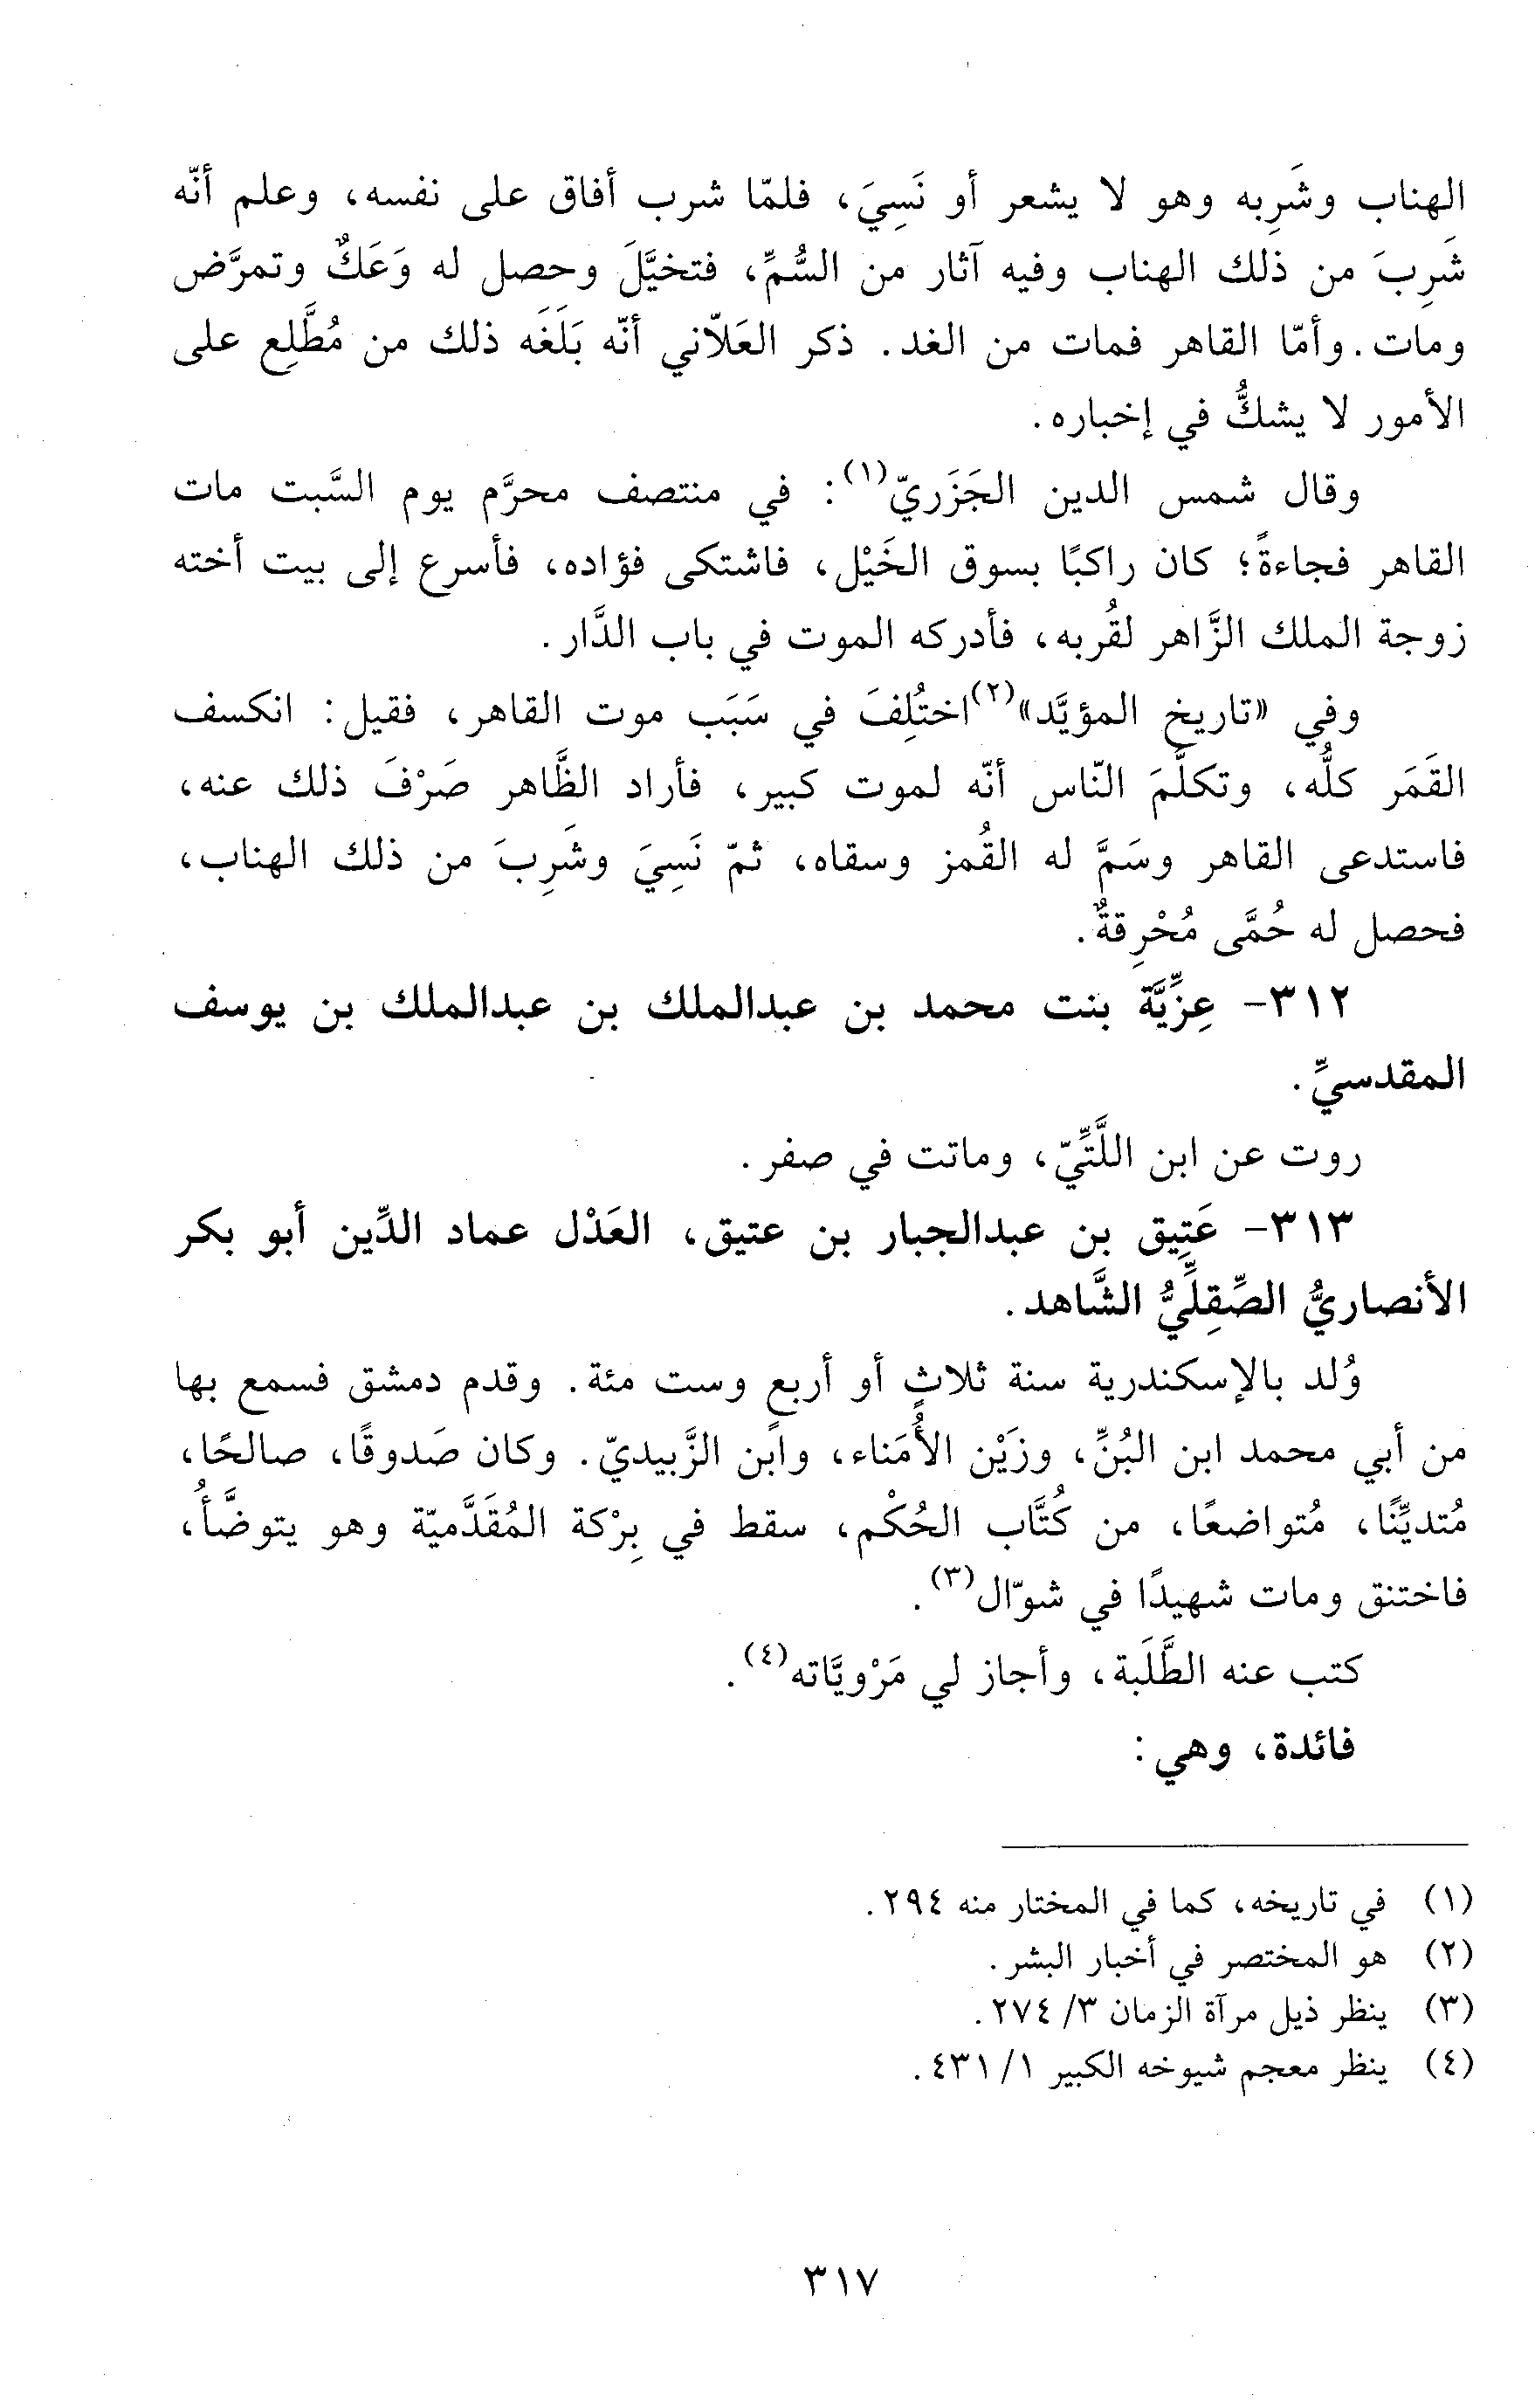 الهناب وشَرِبه وهو لا يشعر أو نَسِيَ، فلمّا شرب أفاق على نفسه، وعلم أنّه
شَرِبَ من ذلك الهناب وفيه آثار من السُّمِّ، فتخيَّلَ وحصل له وَعَكٌ وتمرَّض
ومات. وأمّا القاهر فمات من الغد. ذكر العَلاّني أنّه بَلَغَه ذلك من مُطَّلِع على
الأمور لا يشكُّ في إخباره.
وقال شمس الدين الجَزَريّ(١): في منتصف محرَّم يوم السَّبت مات
القاهر فجاءةً؛ كان راكبًا بسوق الخَيْل، فاشتكى فؤاده، فأسرع إلى بيت أخته
زوجة الملك الزَّاهر لقُربه، فأدركه الموت في باب الدَّار.
وفي «تاريخ المؤيَّد»(٢) اختُلِفَ في سَبَب موت القاهر، فقيل: انكسف
القَمَر كلُّه، وتكلَّمَ النّاس أنّه لموت كبير، فأراد الظَّاهر صَرْفَ ذلك عنه،
فاستدعى القاهر وسَمَّ له القُمز وسقاه، ثمّ نَسِيَ وشَرِبَ من ذلك الهناب،
فحصل له حُمَّى مُحْرِقةٌ.
٣١٢- عِزِّيَّة بنت محمد بن عبدالملك بن عبدالملك بن يوسف
المقدسيِّ.
روت عن ابن اللَّتِّيّ، وماتت في صفر.
٣١٣- عَتِيق بن عبدالجبار بن عتيق، العَدْل عماد الدِّين أبو بكر
الأنصاريُّ الصِّقِلِّيُّ الشَّاهد.
وُلد بالإسكندرية سنة ثلاثٍ أو أربع وست مئة. وقدم دمشق فسمع بها
من أبي محمد ابن البُنِّ، وزَيْن الأُمَناء، وابن الزَّبيديّ. وكان صَدوقًا، صالحًا،
مُتديِّنًا، مُتواضعًا، من كُتَّاب الحُكْم، سقط في بِرْكة المُقَدَّميّة وهو يتوضَّأُ،
فاختنق ومات شهيدًا في شوّال(٣).
كتب عنه الطَّلَبة، وأجاز لي مَرْويَّاته(٤).
فائدة، وهي:
(١) في تاريخه، كما في المختار منه ٢٩٤.
(٢) هو المختصر في أخبار البشر.
(٣) ينظر ذيل مرآة الزمان ٣/ ٢٧٤.
(٤) ينظر معجم شيوخه الكبير ١/ ٤٣١.
٣١٧